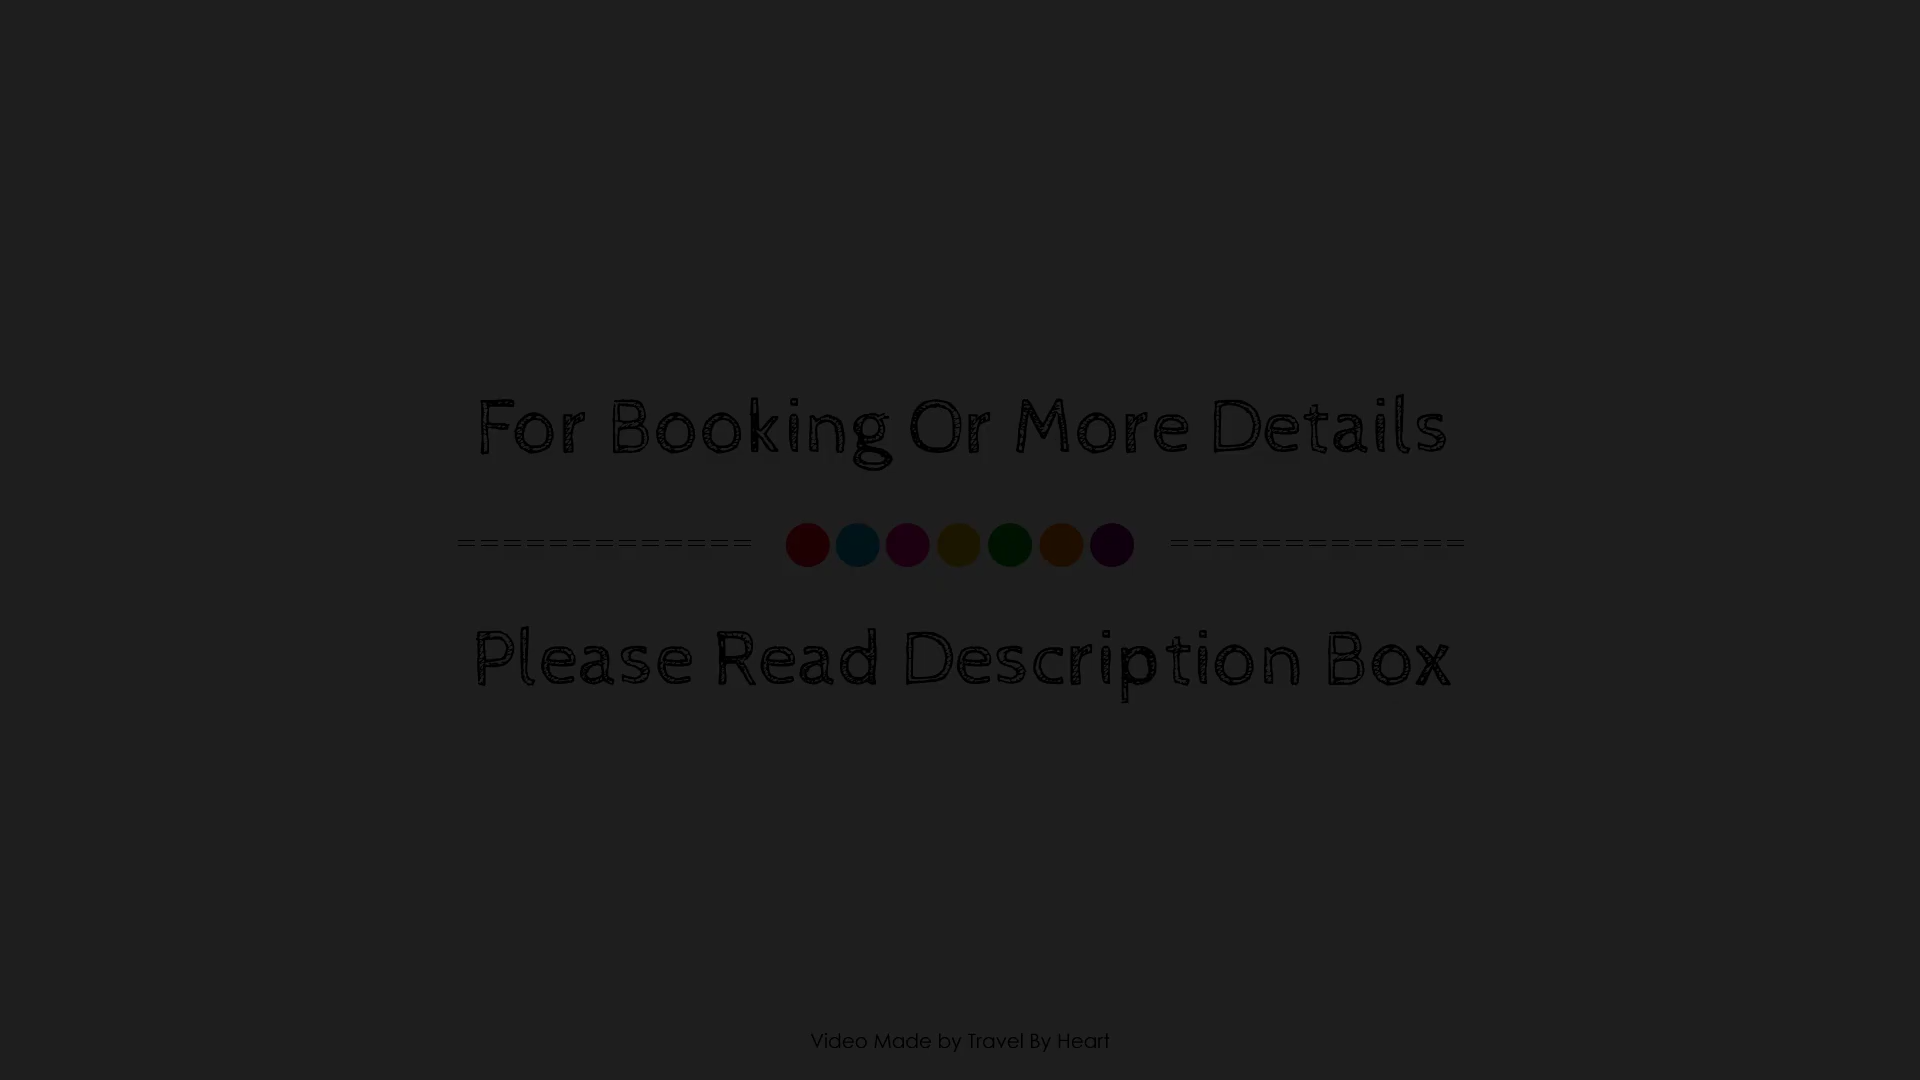 For Booking Or More Details
============= =============
Please Read Description Box
Video Made by Travel By Heart